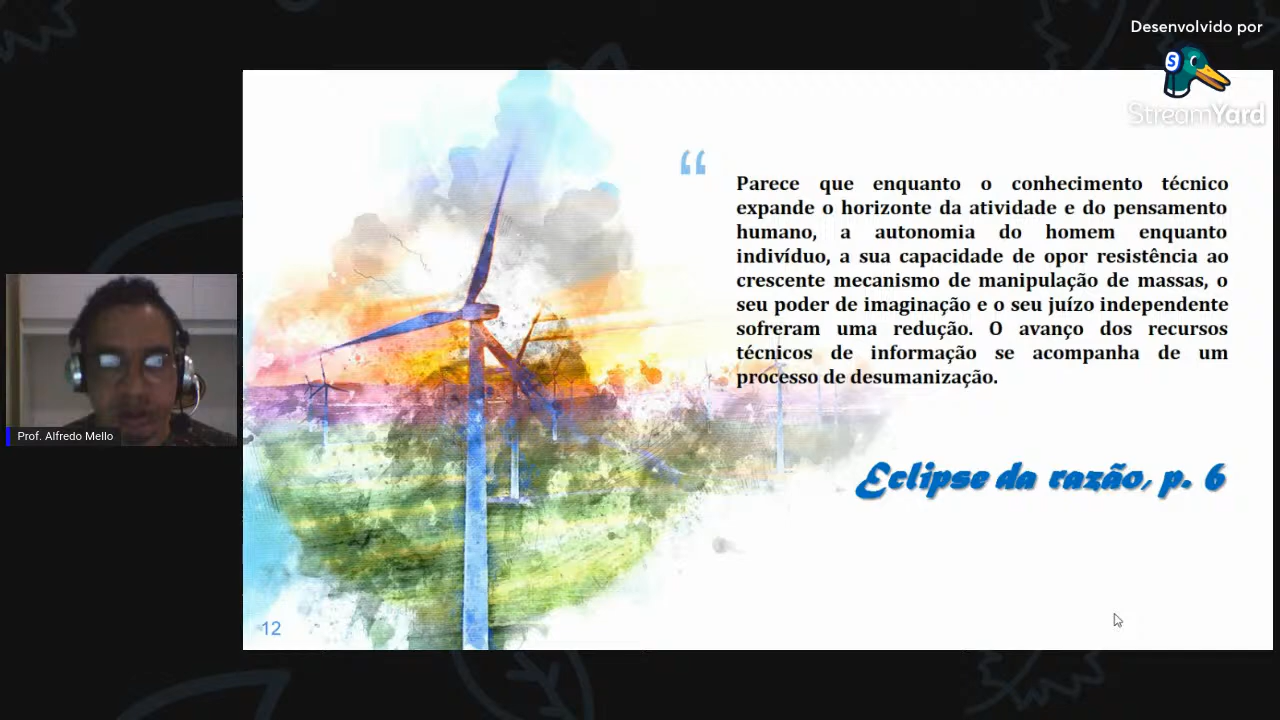 Desenvolvido por
S
StreamYard
“
Parece que enquanto o conhecimento técnico
expande o horizonte da atividade e do pensamento
humano, a autonomia do homem enquanto
indivíduo, a sua capacidade de opor resistência ao
crescente mecanismo de manipulação de massas, o
seu poder de imaginação e o seu juízo independente
sofreram uma redução. O avanço dos recursos
técnicos de informação se acompanha de um
processo de desumanização.
Prof. Alfredo Mello
Eclipse da razão, p. 6
12